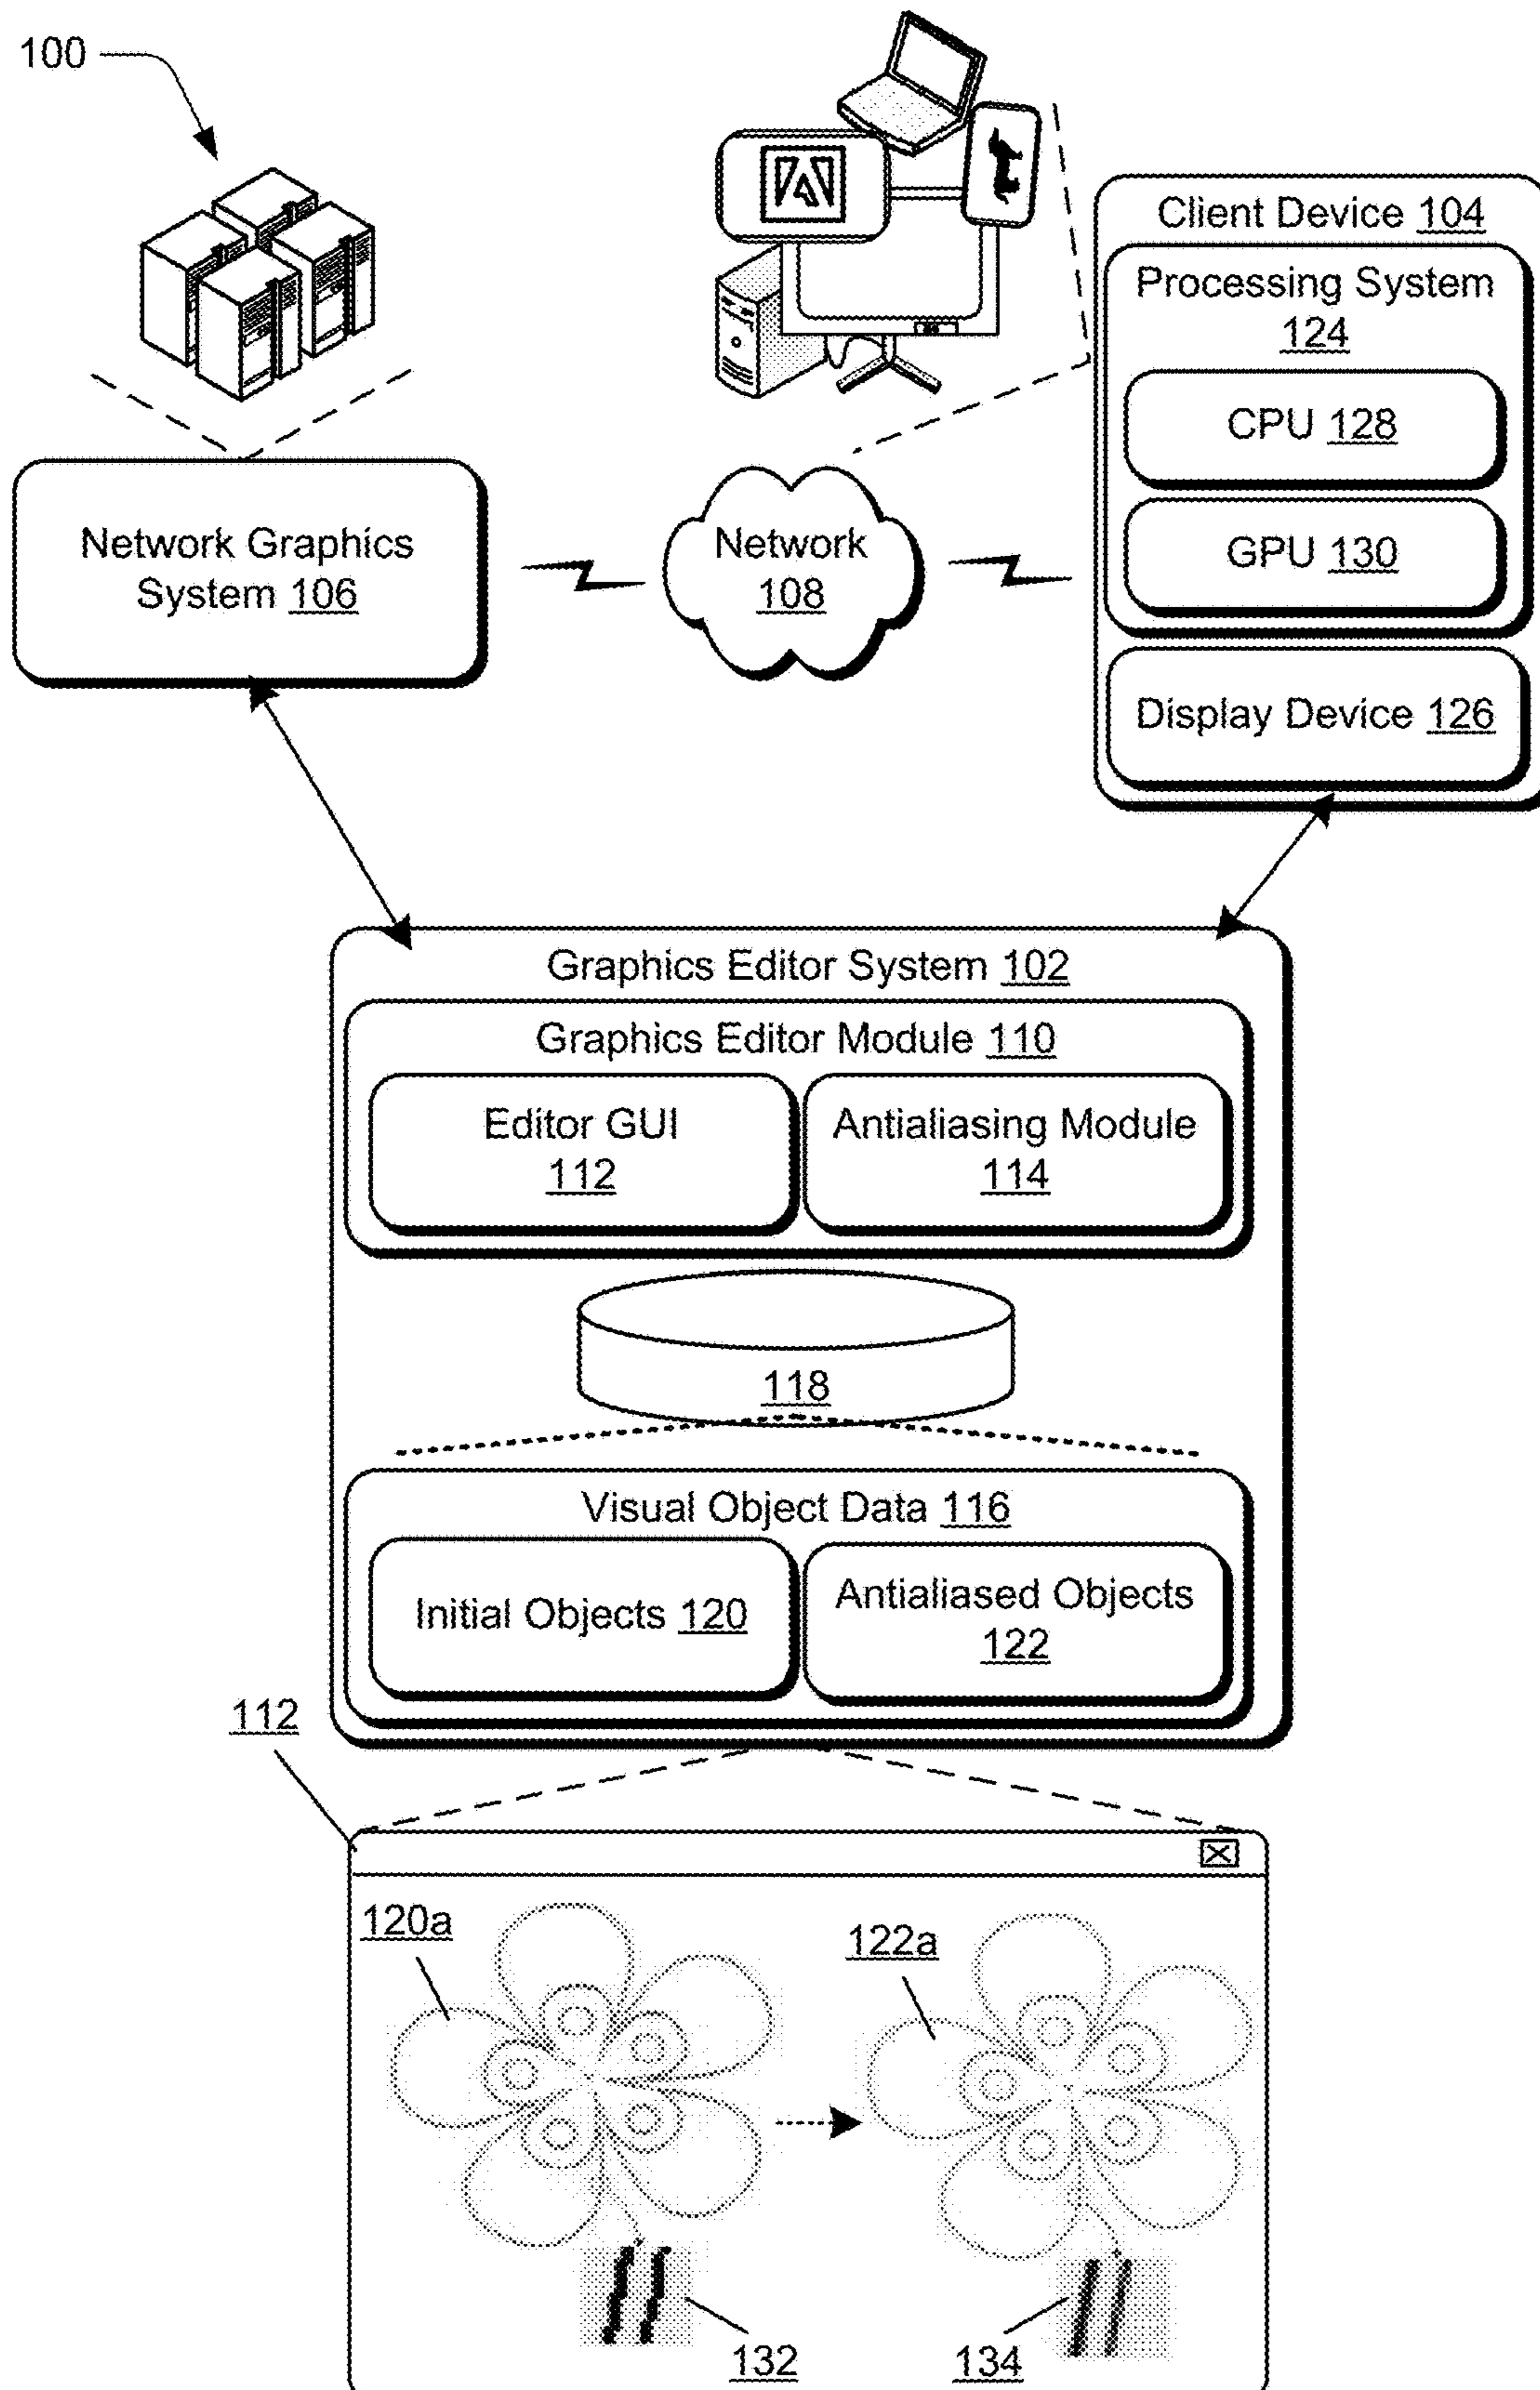 100
Client Device 104
Processing System
124
CPU 128
GPU 130
Display Device 126
Network Graphics
System 106
Network
108
Graphics Editor System 102
Graphics Editor Module 110
Editor GUI
112
Antialiasing Module
114
118
Visual Object Data 116
Initial Objects 120
Antialiased Objects
122
112
120a
122a
132
134